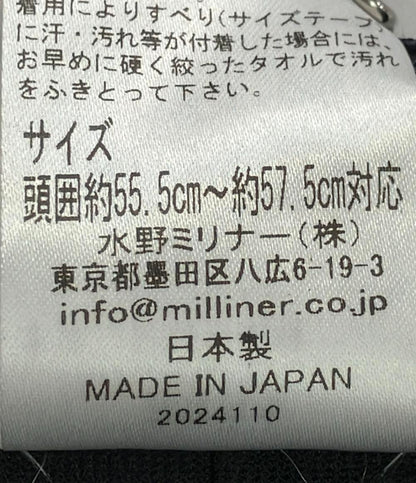 着用によりすべり(サイズテープ)
に汗・汚れ等が付着した場合には、
お早めに硬く絞ったタオルで汚れ
をふきとって下さい。
サイズ
頭囲約55.5cm～約57.5cm対応
水野ミリナー(株)
東京都墨田区八広6-19-3
info@milliner.co.jp
日本製
MADE IN JAPAN
2024110